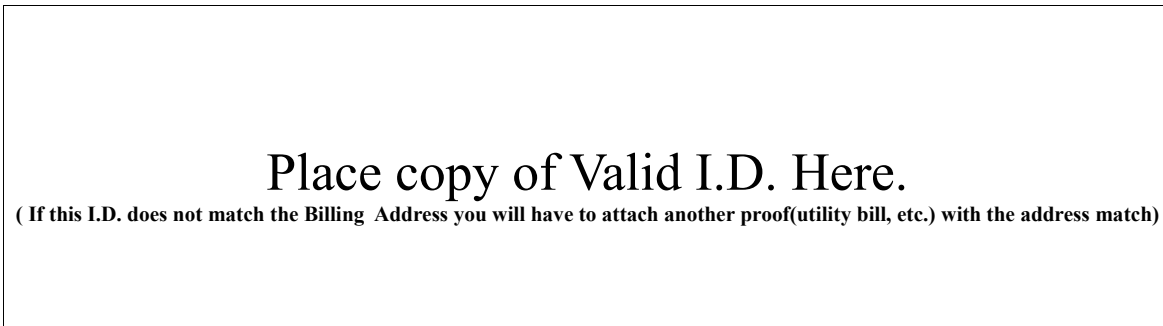 Place copy of Valid I.D. Here.
( If this I.D. does not match the Billing  Address you will have to attach another proof(utility bill, etc.) with the address match)